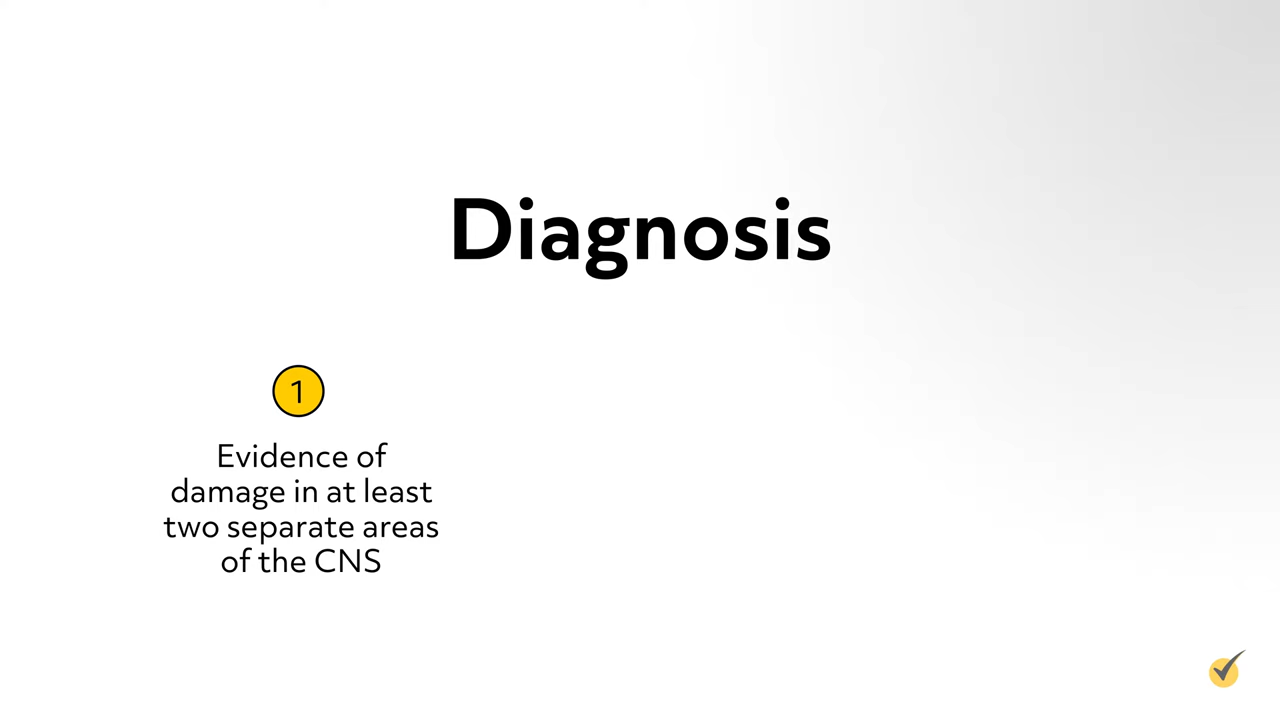 Diagnosis
1
Evidence of
damage in at least
two separate areas
of the CNS